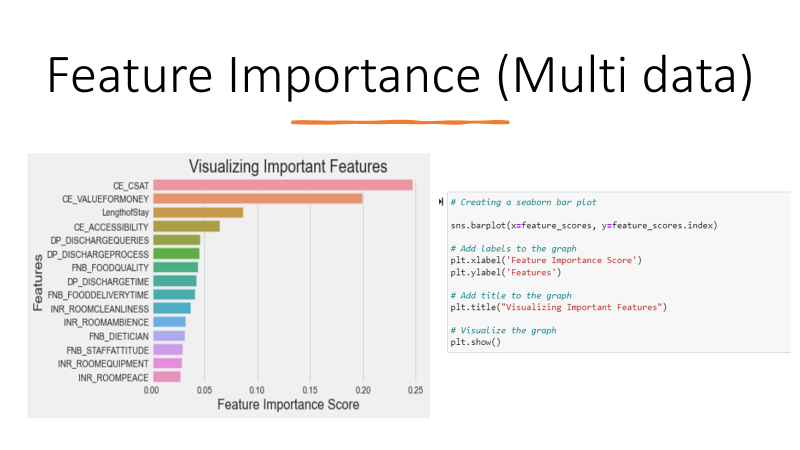 Feature Importance (Multi data)
Visualizing Important Features
CE_CSAT
CE_VALUEFORMONEY
LengthofStay
CE_ACCESSIBILITY
DP_DISCHARGEQUERIES
DP_DISCHARGEPROCESS
FNB_FOODQUALITY
DP_DISCHARGETIME
FNB_FOODDELIVERYTIME
INR_ROOMCLEANLINESS
INR_ROOMAMBIENCE
FNB_DIETICIAN
FNB_STAFFATTITUDE
INR_ROOMEQUIPMENT
INR_ROOMPEACE
Features
0.00 0.05 0.10 0.15 0.20 0.25
Feature Importance Score
# Creating a seaborn bar plot
sns.barplot(x=feature_scores, y=feature_scores.index)
# Add labels to the graph
plt.xlabel('Feature Importance Score')
plt.ylabel('Features')
# Add title to the graph
plt.title("Visualizing Important Features")
# Visualize the graph
plt.show()